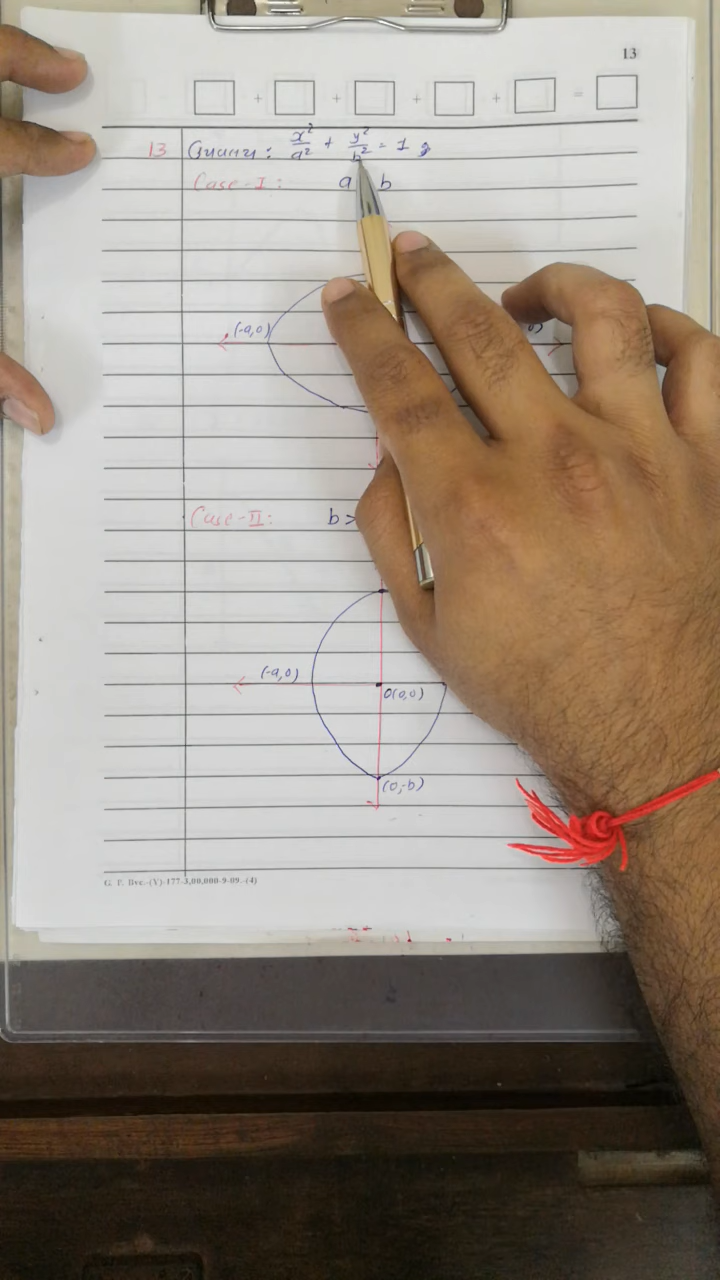 13
+ + + + =
13 x²/a² + y²/b² = 1
Case-I: a b
(-a,0) 0)
Case-II: b>
(-a,0)
O(0,0)
(0,-b)
G. P. Bvc.-(Y)-177-3,00,000-9-09-(4)